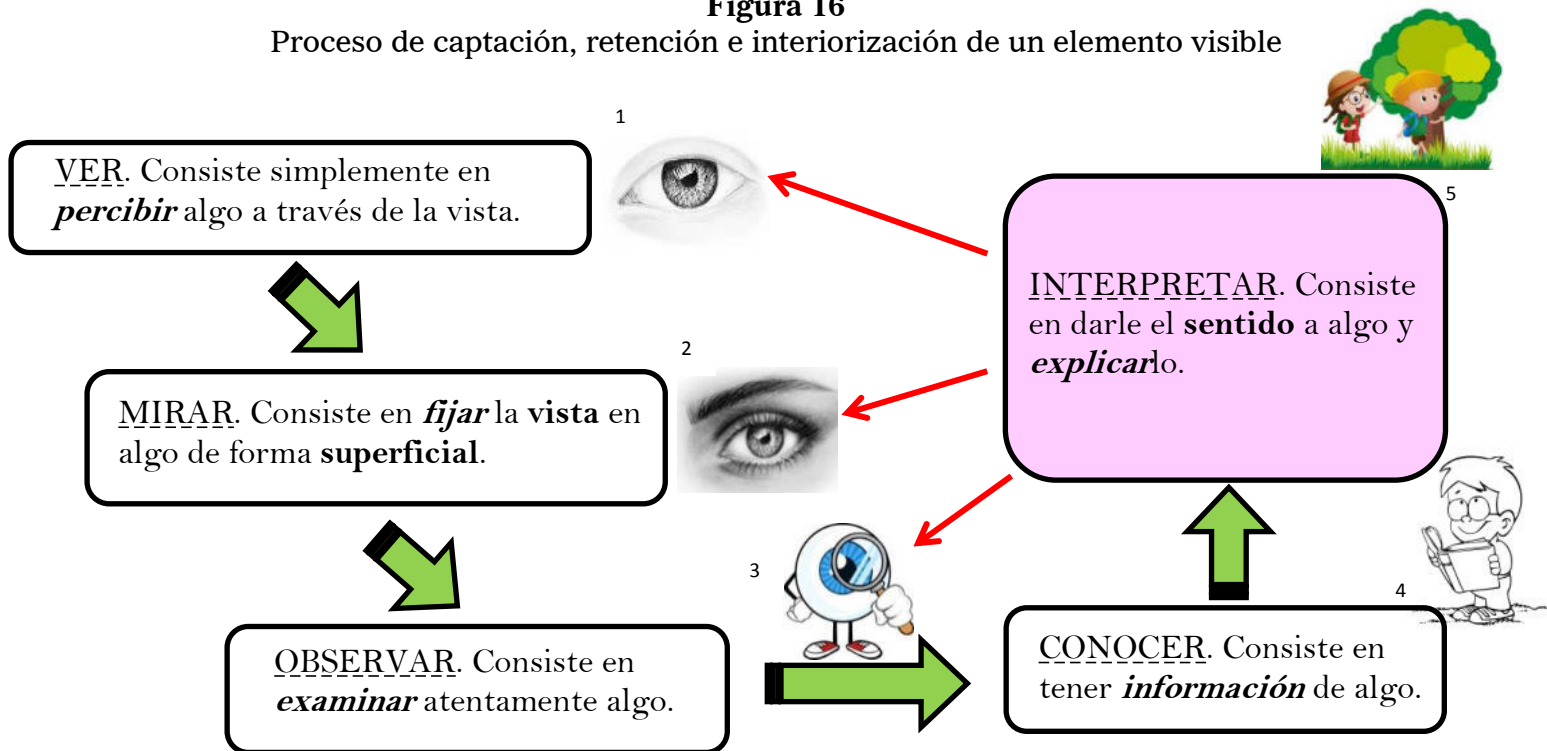 Figura 16
Proceso de captación, retención e interiorización de un elemento visible
1
VER. Consiste simplemente en
percibir algo a través de la vista.
2
MIRAR. Consiste en fijar la vista en
algo de forma superficial.
3
OBSERVAR. Consiste en
examinar atentamente algo.
4
CONOCER. Consiste en
tener información de algo.
5
INTERPRETAR. Consiste
en darle el sentido a algo y
explicarlo.